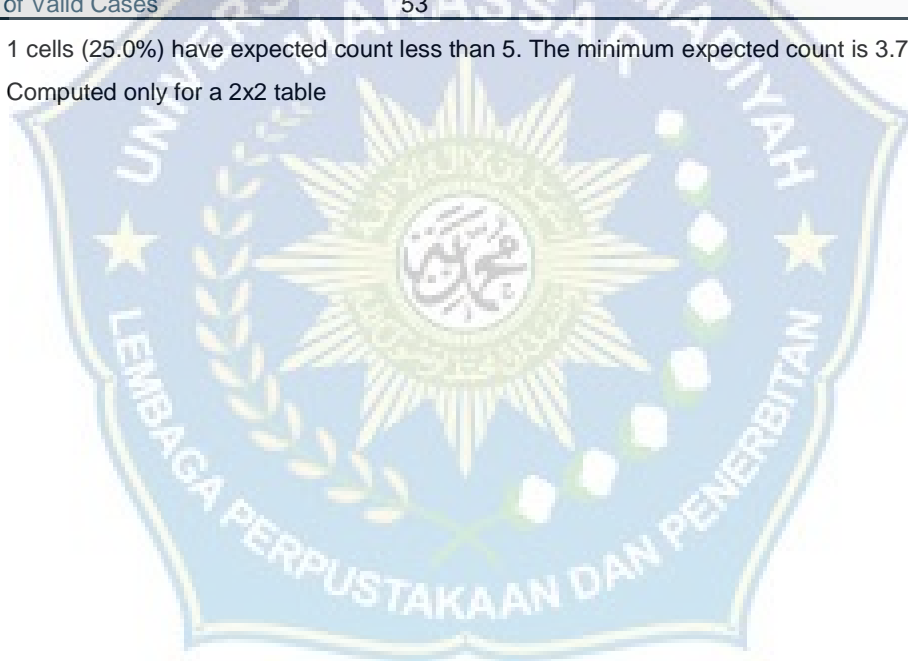 of Valid Cases 53
1 cells (25.0%) have expected count less than 5. The minimum expected count is 3.7
Computed only for a 2x2 table
MAKASSAR
LEMBAGA PERPUSTAKAAN DAN PENERBITAN